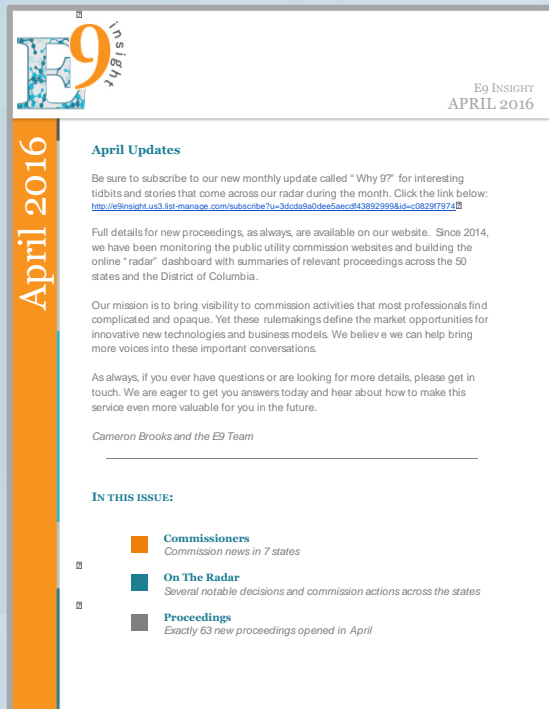 E9 insight
E9 INSIGHT
APRIL 2016
April 2016
April Updates
Be sure to subscribe to our new monthly update called “Why 9?” for interesting
tidbits and stories that come across our radar during the month. Click the link below:
http://e9insight.us3.list-manage.com/subscribe?u=3dcda9a0dee5aecdf43892999&id=c0829f7974
Full details for new proceedings, as always, are available on our website. Since 2014,
we have been monitoring the public utility commission websites and building the
online “radar” dashboard with summaries of relevant proceedings across the 50
states and the District of Columbia.
Our mission is to bring visibility to commission activities that most professionals find
complicated and opaque. Yet these rulemakings define the market opportunities for
innovative new technologies and business models. We believ e we can help bring
more voices into these important conversations.
As always, if you ever have questions or are looking for more details, please get in
touch. We are eager to get you answers today and hear about how to make this
service even more valuable for you in the future.
Cameron Brooks and the E9 Team
IN THIS ISSUE:
Commissioners
Commission news in 7 states
On The Radar
Several notable decisions and commission actions across the states
Proceedings
Exactly 63 new proceedings opened in April